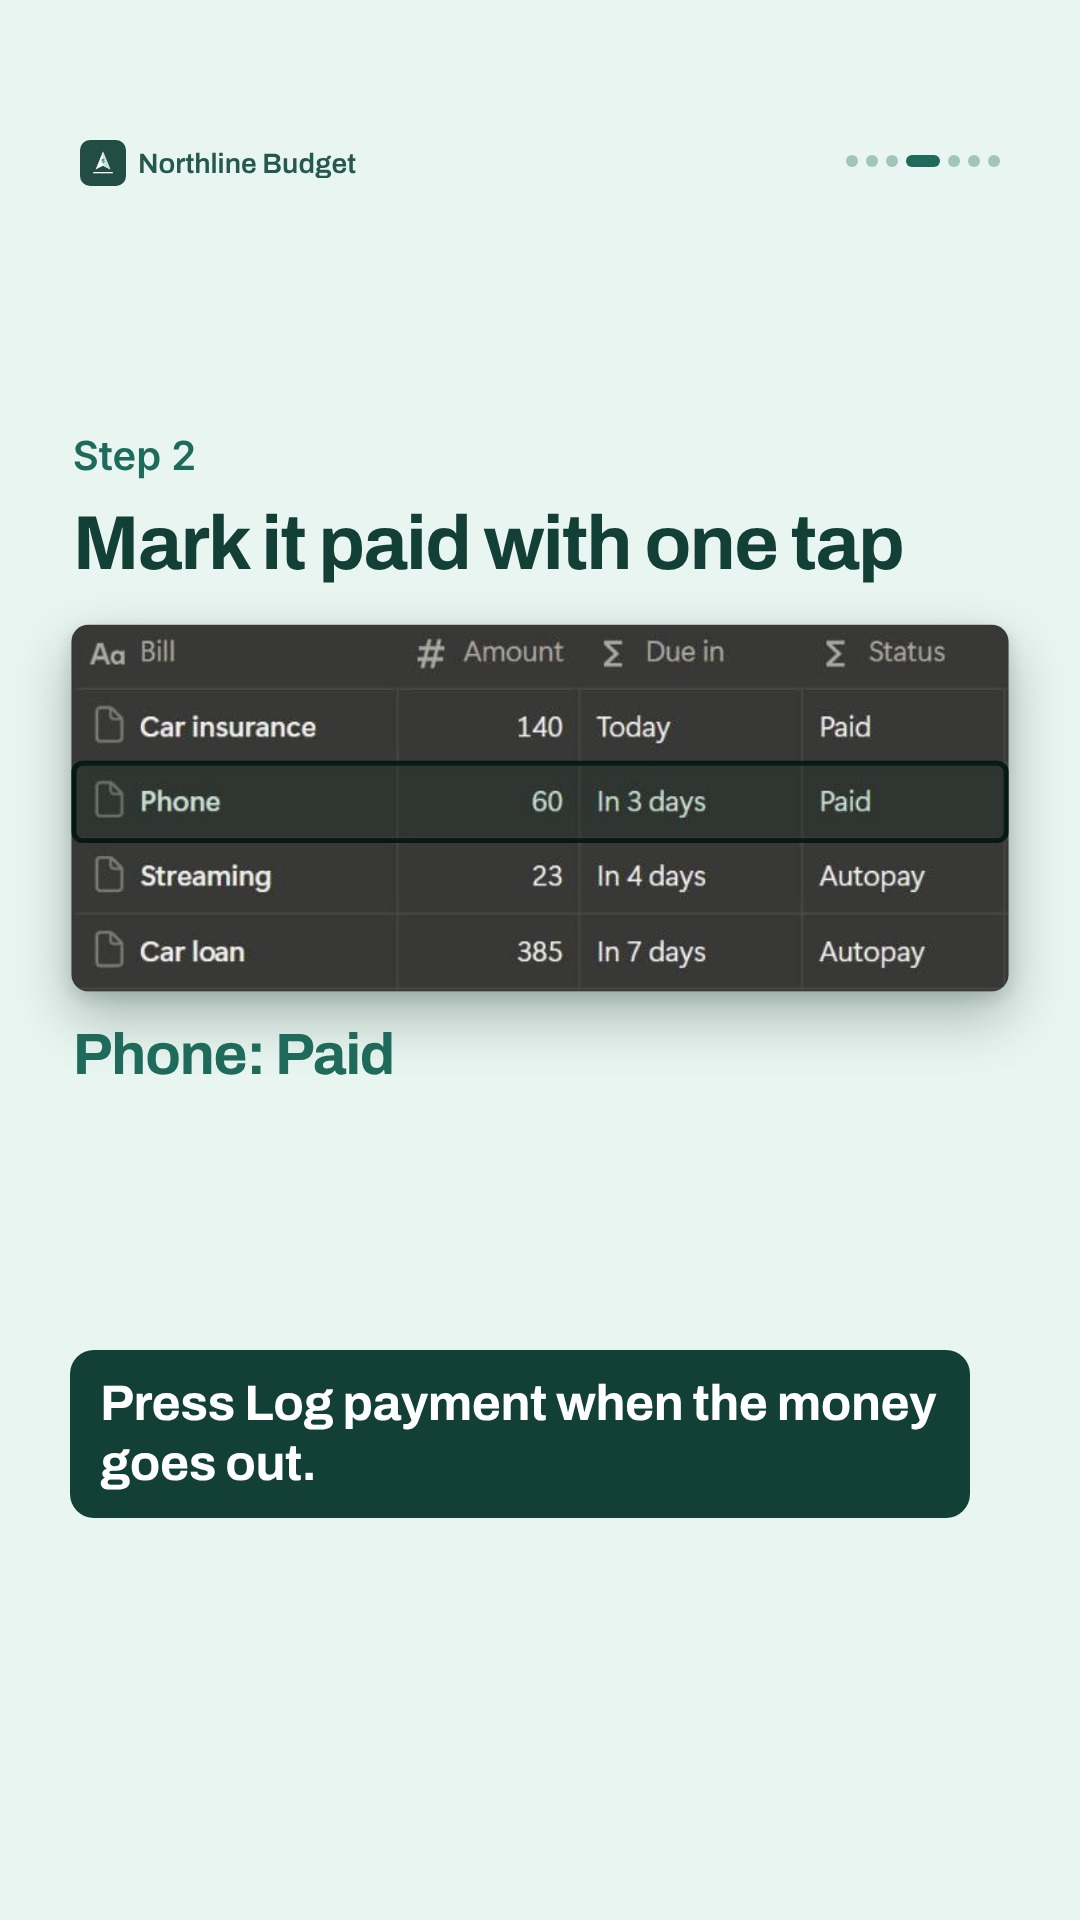 Northline Budget
Step 2
Mark it paid with one tap
Aa Bill # Amount Σ Due in Σ Status
Car insurance 140 Today Paid
Phone 60 In 3 days Paid
Streaming 23 In 4 days Autopay
Car loan 385 In 7 days Autopay
Phone: Paid
Press Log payment when the money
goes out.